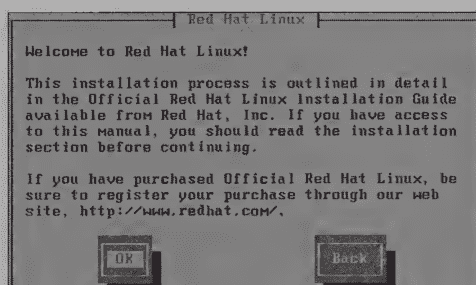 Red Hat Linux
Welcome to Red Hat Linux!
This installation process is outlined in detail
in the Official Red Hat Linux Installation Guide
available from Red Hat, Inc. If you have access
to this manual, you should read the installation
section before continuing.
If you have purchased Official Red Hat Linux, be
sure to register your purchase through our web
site, http://www.redhat.com/.
OK
Back